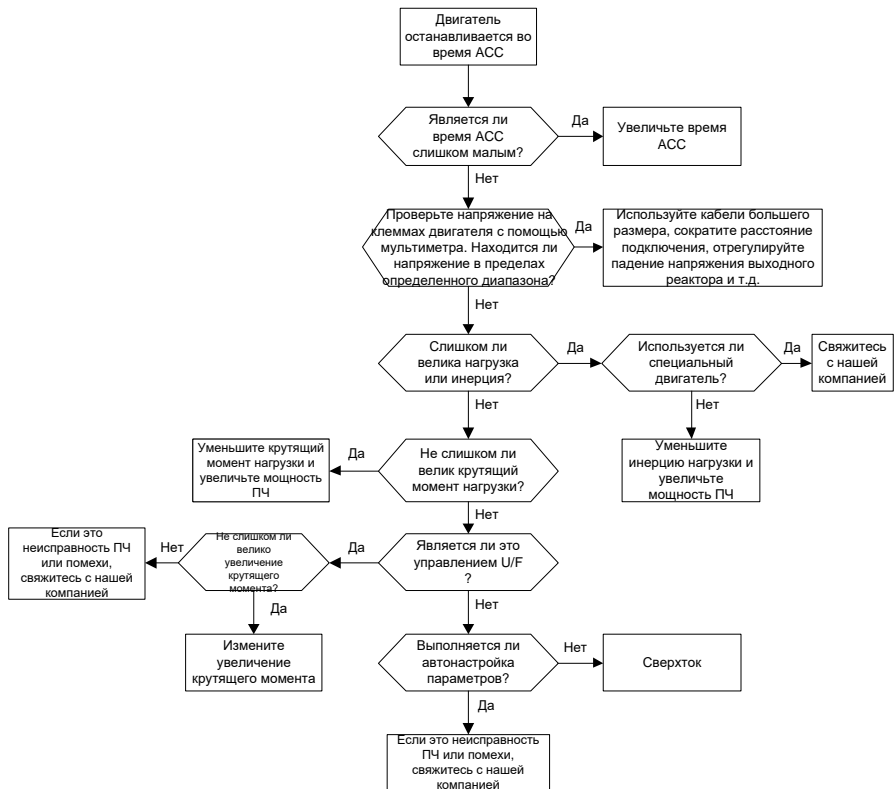 Двигатель
останавливается во
время АСС
Является ли
время АСС
слишком малым?
Да
Увеличьте время
АСС
Нет
Проверьте напряжение на
клеммах двигателя с помощью
мультиметра. Находится ли
напряжение в пределах
определенного диапазона?
Да
Используйте кабели большего
размера, сократите расстояние
подключения, отрегулируйте
падение напряжения выходного
реактора и т.д.
Нет
Слишком ли
велика нагрузка
или инерция?
Да
Используется ли
специальный
двигатель?
Да
Свяжитесь
с нашей
компанией
Нет
Нет
Уменьшите
инерцию нагрузки и
увеличьте
мощность ПЧ
Не слишком ли
велик крутящий
момент нагрузки?
Да
Уменьшите крутящий
момент нагрузки и
увеличьте мощность
ПЧ
Нет
Является ли это
управлением U/F
?
Да
Не слишком ли
велико
увеличение
крутящего
момента?
Нет
Если это
неисправность ПЧ
или помехи,
свяжитесь с нашей
компанией
Да
Измените
увеличение
крутящего момента
Нет
Выполняется ли
автонастройка
параметров?
Нет
Сверхток
Да
Если это неисправность
ПЧ или помехи,
свяжитесь с нашей
компанией